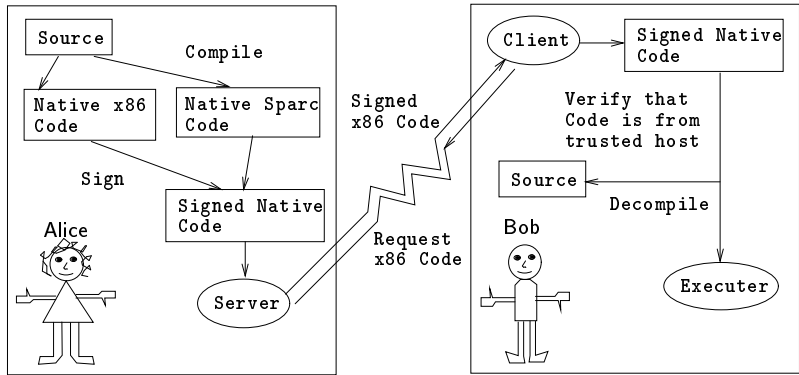 Source
Compile
Native x86
Code
Native Sparc
Code
Sign
Signed Native
Code
Alice
Server
Signed
x86 Code
Request
x86 Code
Client
Signed Native
Code
Verify that
Code is from
trusted host
Source
Decompile
Bob
Executer